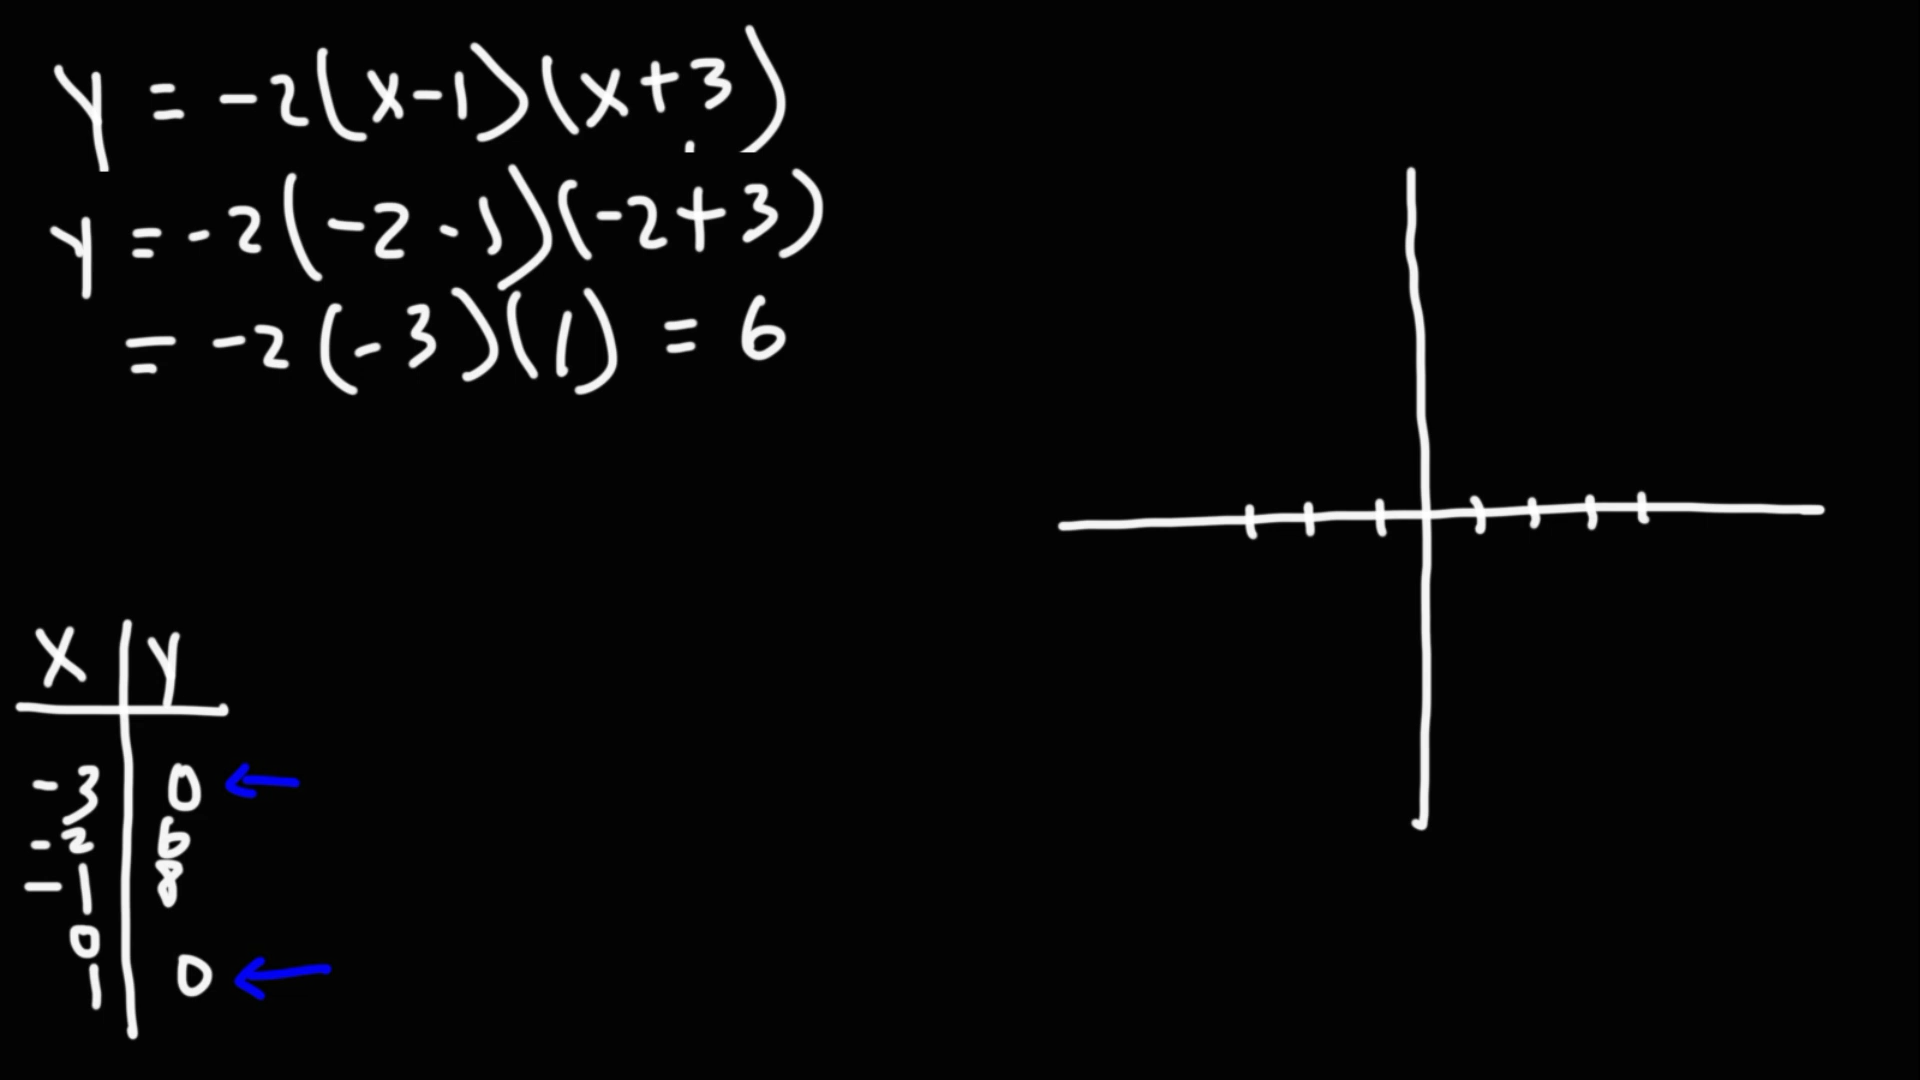 y = -2(x-1)(x+3)
y = -2(-2-1)(-2+3)
= -2(-3)(1) = 6
x y
-3 0
-2 6
-1 8
0
1 0